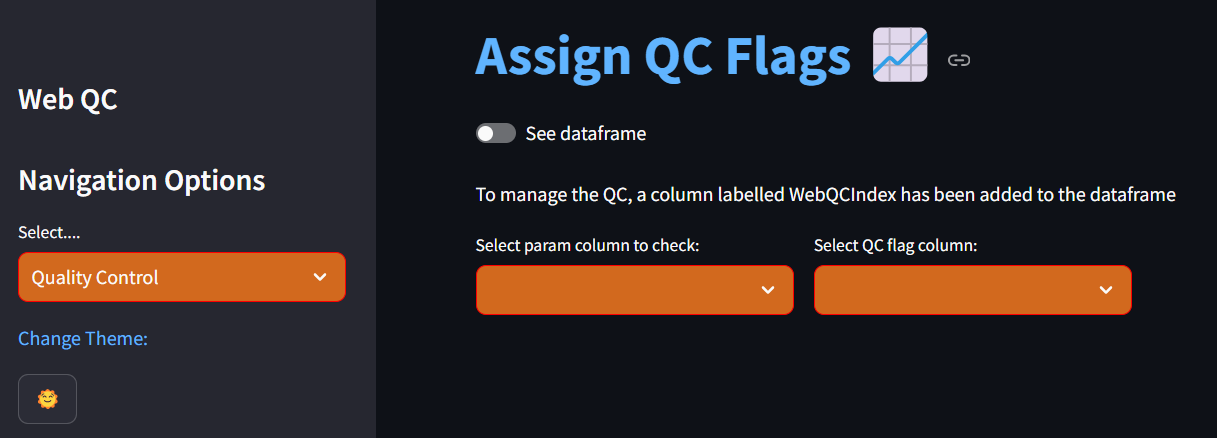 Web QC
Navigation Options
Select....
Quality Control
Change Theme:
Assign QC Flags
See dataframe
To manage the QC, a column labelled WebQCIndex has been added to the dataframe
Select param column to check:
Select QC flag column: